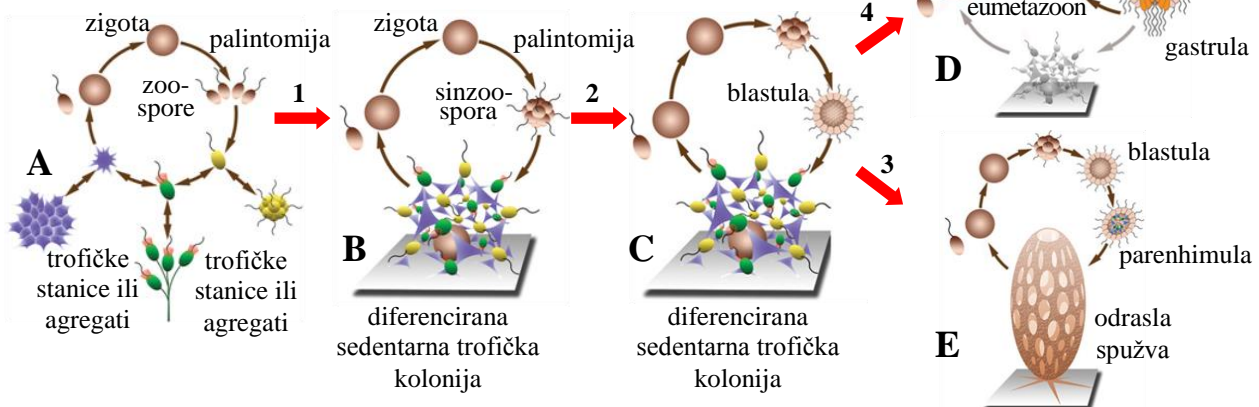 zigota
palintomija
zoo-
spore
A
trofičke
stanice ili
agregati
trofičke
stanice ili
agregati
1
zigota
palintomija
sinzoo-
spora
B
diferencirana
sedentarna trofička
kolonija
2
blastula
C
diferencirana
sedentarna trofička
kolonija
4
eumetazoon
gastrula
D
3
blastula
parenhimula
odrasla
spužva
E